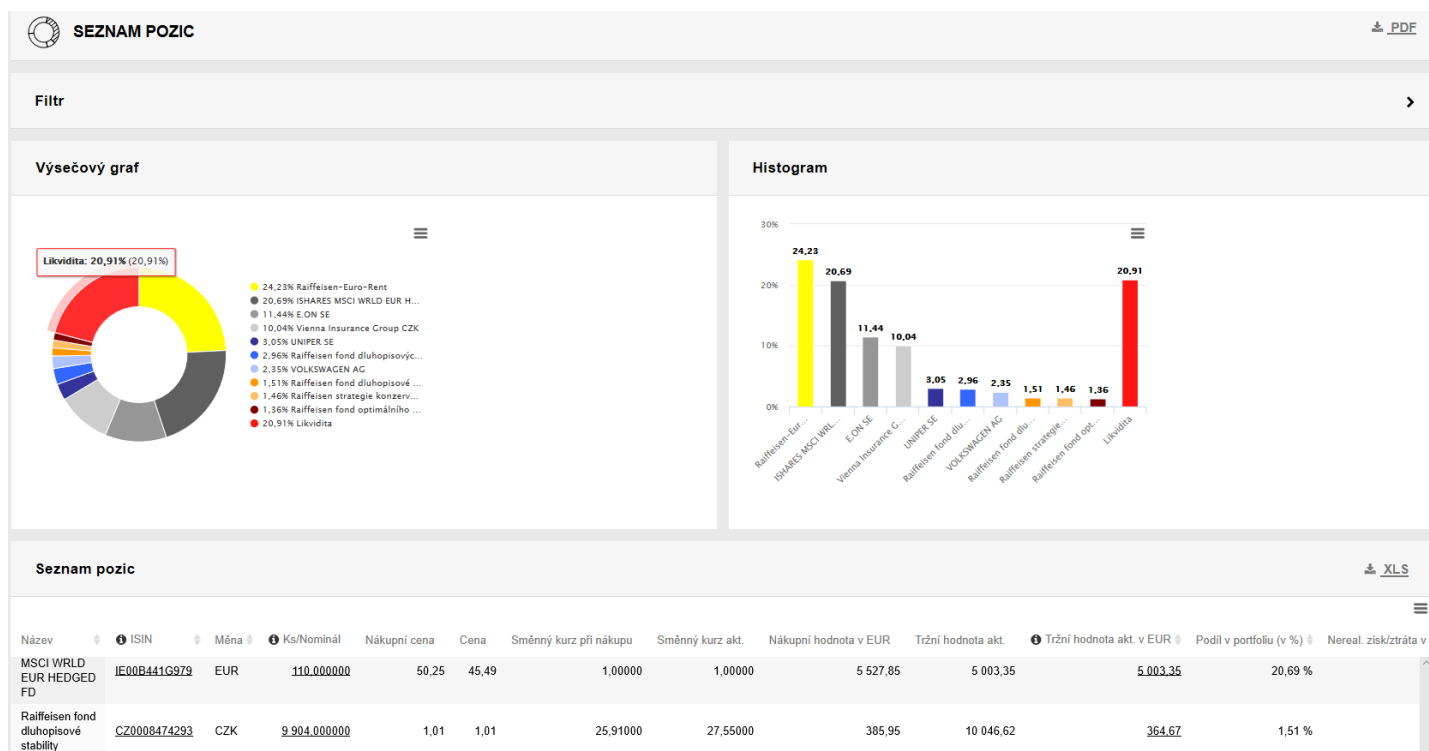 SEZNAM POZIC
PDF
Filtr
Výsečový graf
Histogram
Likvidita: 20,91% (20,91%)
24,23% Raiffeisen-Euro-Rent
20,69% ISHARES MSCI WRLD EUR H...
11,44% E.ON SE
10,04% Vienna Insurance Group CZK
3,05% UNIPER SE
2,96% Raiffeisen fond dluhopisovýc...
2,35% VOLKSWAGEN AG
1,51% Raiffeisen fond dluhopisové ...
1,46% Raiffeisen strategie konzerv...
1,36% Raiffeisen fond optimálního ...
20,91% Likvidita
30%
20%
10%
0%
24,23
20,69
11,44
10,04
3,05
2,96
2,35
1,51
1,46
1,36
20,91
Raiffeisen-Eur...
ISHARES MSCI WRL...
E.ON SE
Vienna Insurance G...
UNIPER SE
Raiffeisen fond dlu...
VOLKSWAGEN AG
Raiffeisen fond dlu...
Raiffeisen strategie...
Raiffeisen fond opt...
Likvidita
Seznam pozic
XLS
Název ISIN Měna Ks/Nominál Nákupní cena Cena Směnný kurz při nákupu Směnný kurz akt. Nákupní hodnota v EUR Tržní hodnota akt. Tržní hodnota akt. v EUR Podíl v portfoliu (v %) Nereal. zisk/ztráta v
MSCI WRLD
EUR HEDGED
FD
IE00B441G979 EUR 110.000000 50,25 45,49 1,00000 1,00000 5 527,85 5 003,35 5 003,35 20,69 %
Raiffeisen fond
dluhopisové
stability
CZ0008474293 CZK 9 904.000000 1,01 1,01 25,91000 27,55000 385,95 10 046,62 364,67 1,51 %